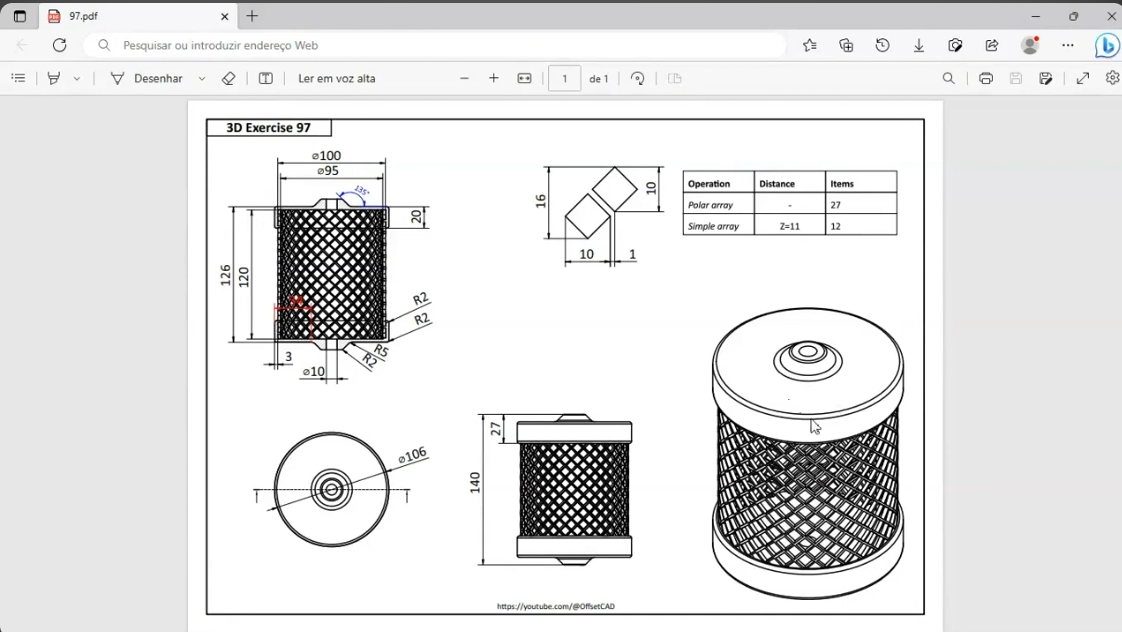 97.pdf
Pesquisar ou introduzir endereço Web
Desenhar
Ler em voz alta
1
de 1
3D Exercise 97
⌀100
⌀95
135°
20
126
120
R2
R2
R5
R2
3
⌀10
16
10
10
1
Operation Distance Items
Polar array - 27
Simple array Z=11 12
⌀106
27
140
https://youtube.com/@OffsetCAD